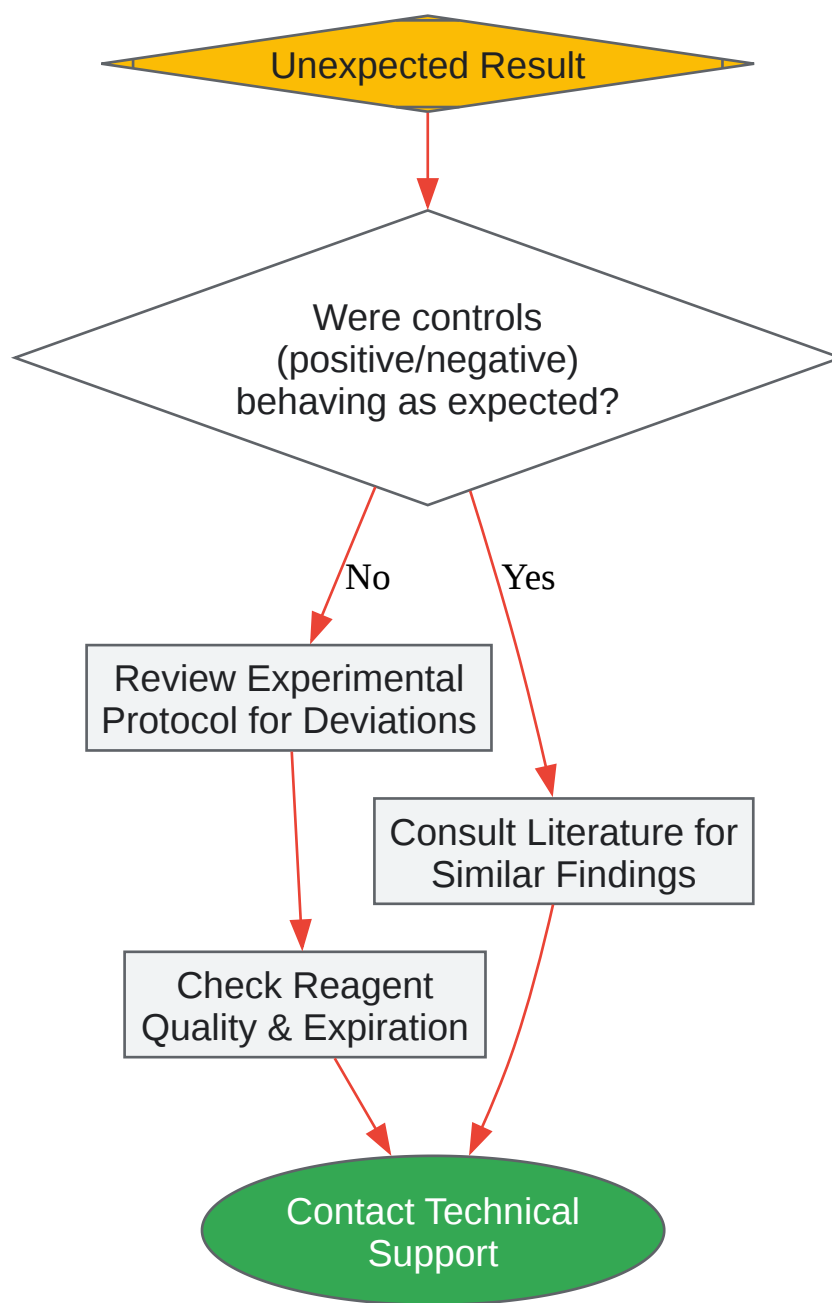 Unexpected Result
Were controls
(positive/negative)
behaving as expected?
No
Yes
Review Experimental
Protocol for Deviations
Consult Literature for
Similar Findings
Check Reagent
Quality & Expiration
Contact Technical
Support